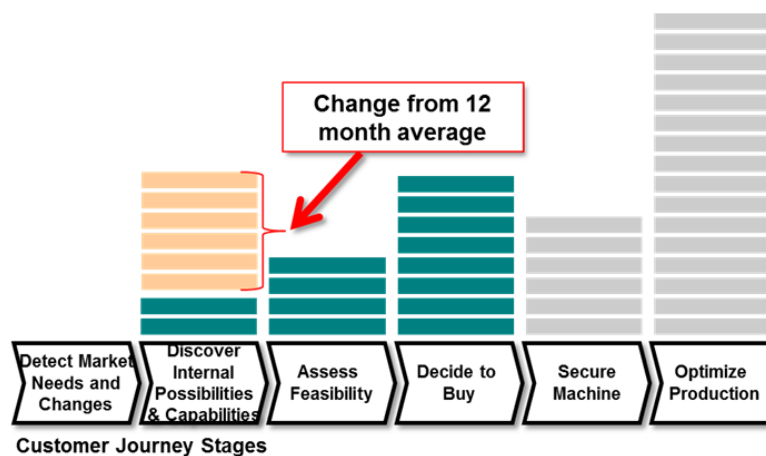 Change from 12
month average
Detect Market
Needs and
Changes
Discover
Internal
Possibilities
& Capabilities
Assess
Feasibility
Decide to
Buy
Secure
Machine
Optimize
Production
Customer Journey Stages